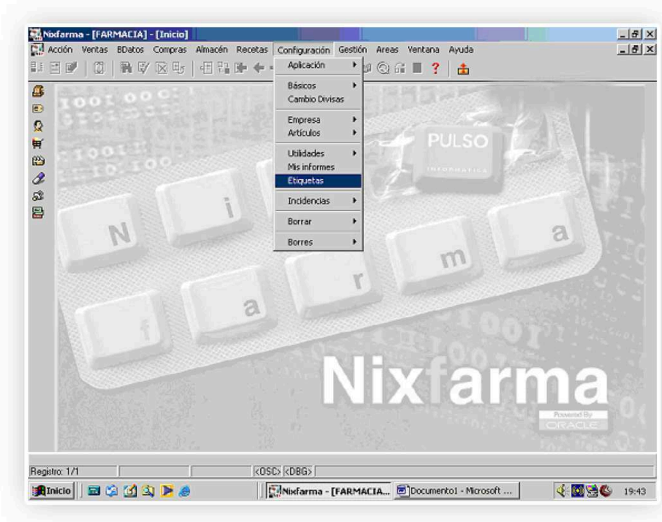 Nixfarma - [FARMACIA] - [Inicio]
Acción Ventas BDatos Compras Almacén Recetas Configuración Gestión Areas Ventana Ayuda
Aplicación
Básicos
Cambio Divisas
Empresa
Artículos
Utilidades
Mis informes
Etiquetas
Incidencias
Borrar
Borres
PULSO
INFORMATICA
N i f a r m a
Nixfarma
Powered By
ORACLE
Registro: 1/1 <OSC> <DBG>
Inicio Nixfarma - [FARMACIA... Documento1 - Microsoft ... 19:43